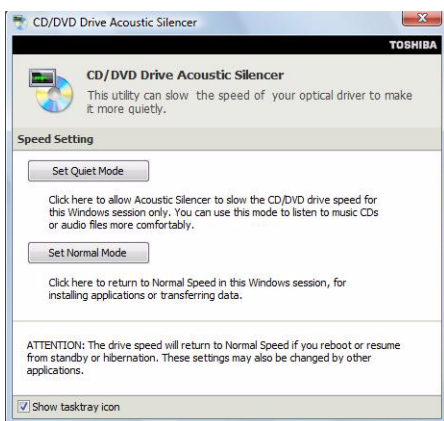 CD/DVD Drive Acoustic Silencer
TOSHIBA
CD/DVD Drive Acoustic Silencer
This utility can slow the speed of your optical driver to make
it more quietly.
Speed Setting
Set Quiet Mode
Click here to allow Acoustic Silencer to slow the CD/DVD drive speed for
this Windows session only. You can use this mode to listen to music CDs
or audio files more comfortably.
Set Normal Mode
Click here to return to Normal Speed in this Windows session, for
installing applications or transferring data.
ATTENTION: The drive speed will return to Normal Speed if you reboot or resume
from standby or hibernation. These settings may also be changed by other
applications.
Show tasktray icon